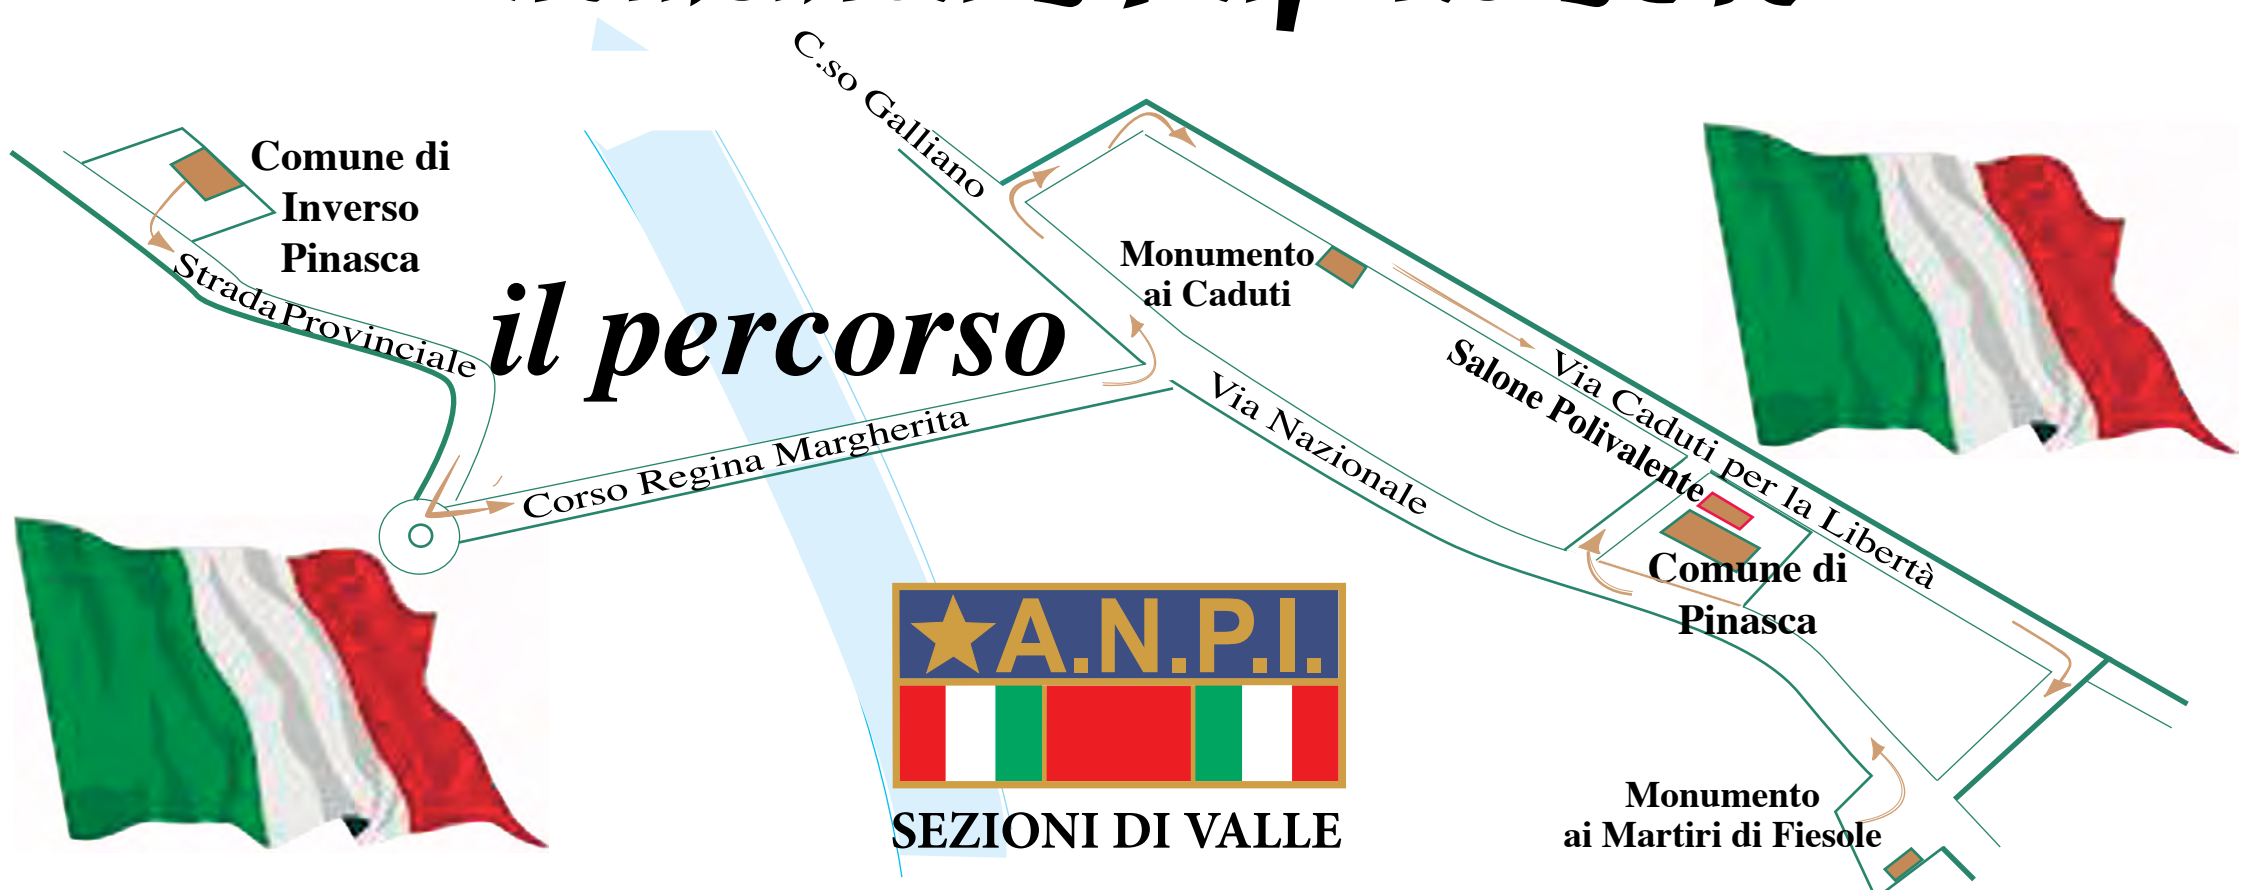 C.so Galliano
Comune di
Inverso
Pinasca
Strada Provinciale
il percorso
Monumento
ai Caduti
Salone Polivalente
Via Caduti per la Libertà
Via Nazionale
Corso Regina Margherita
Comune di
Pinasca
A.N.P.I.
SEZIONI DI VALLE
Monumento
ai Martiri di Fiesole